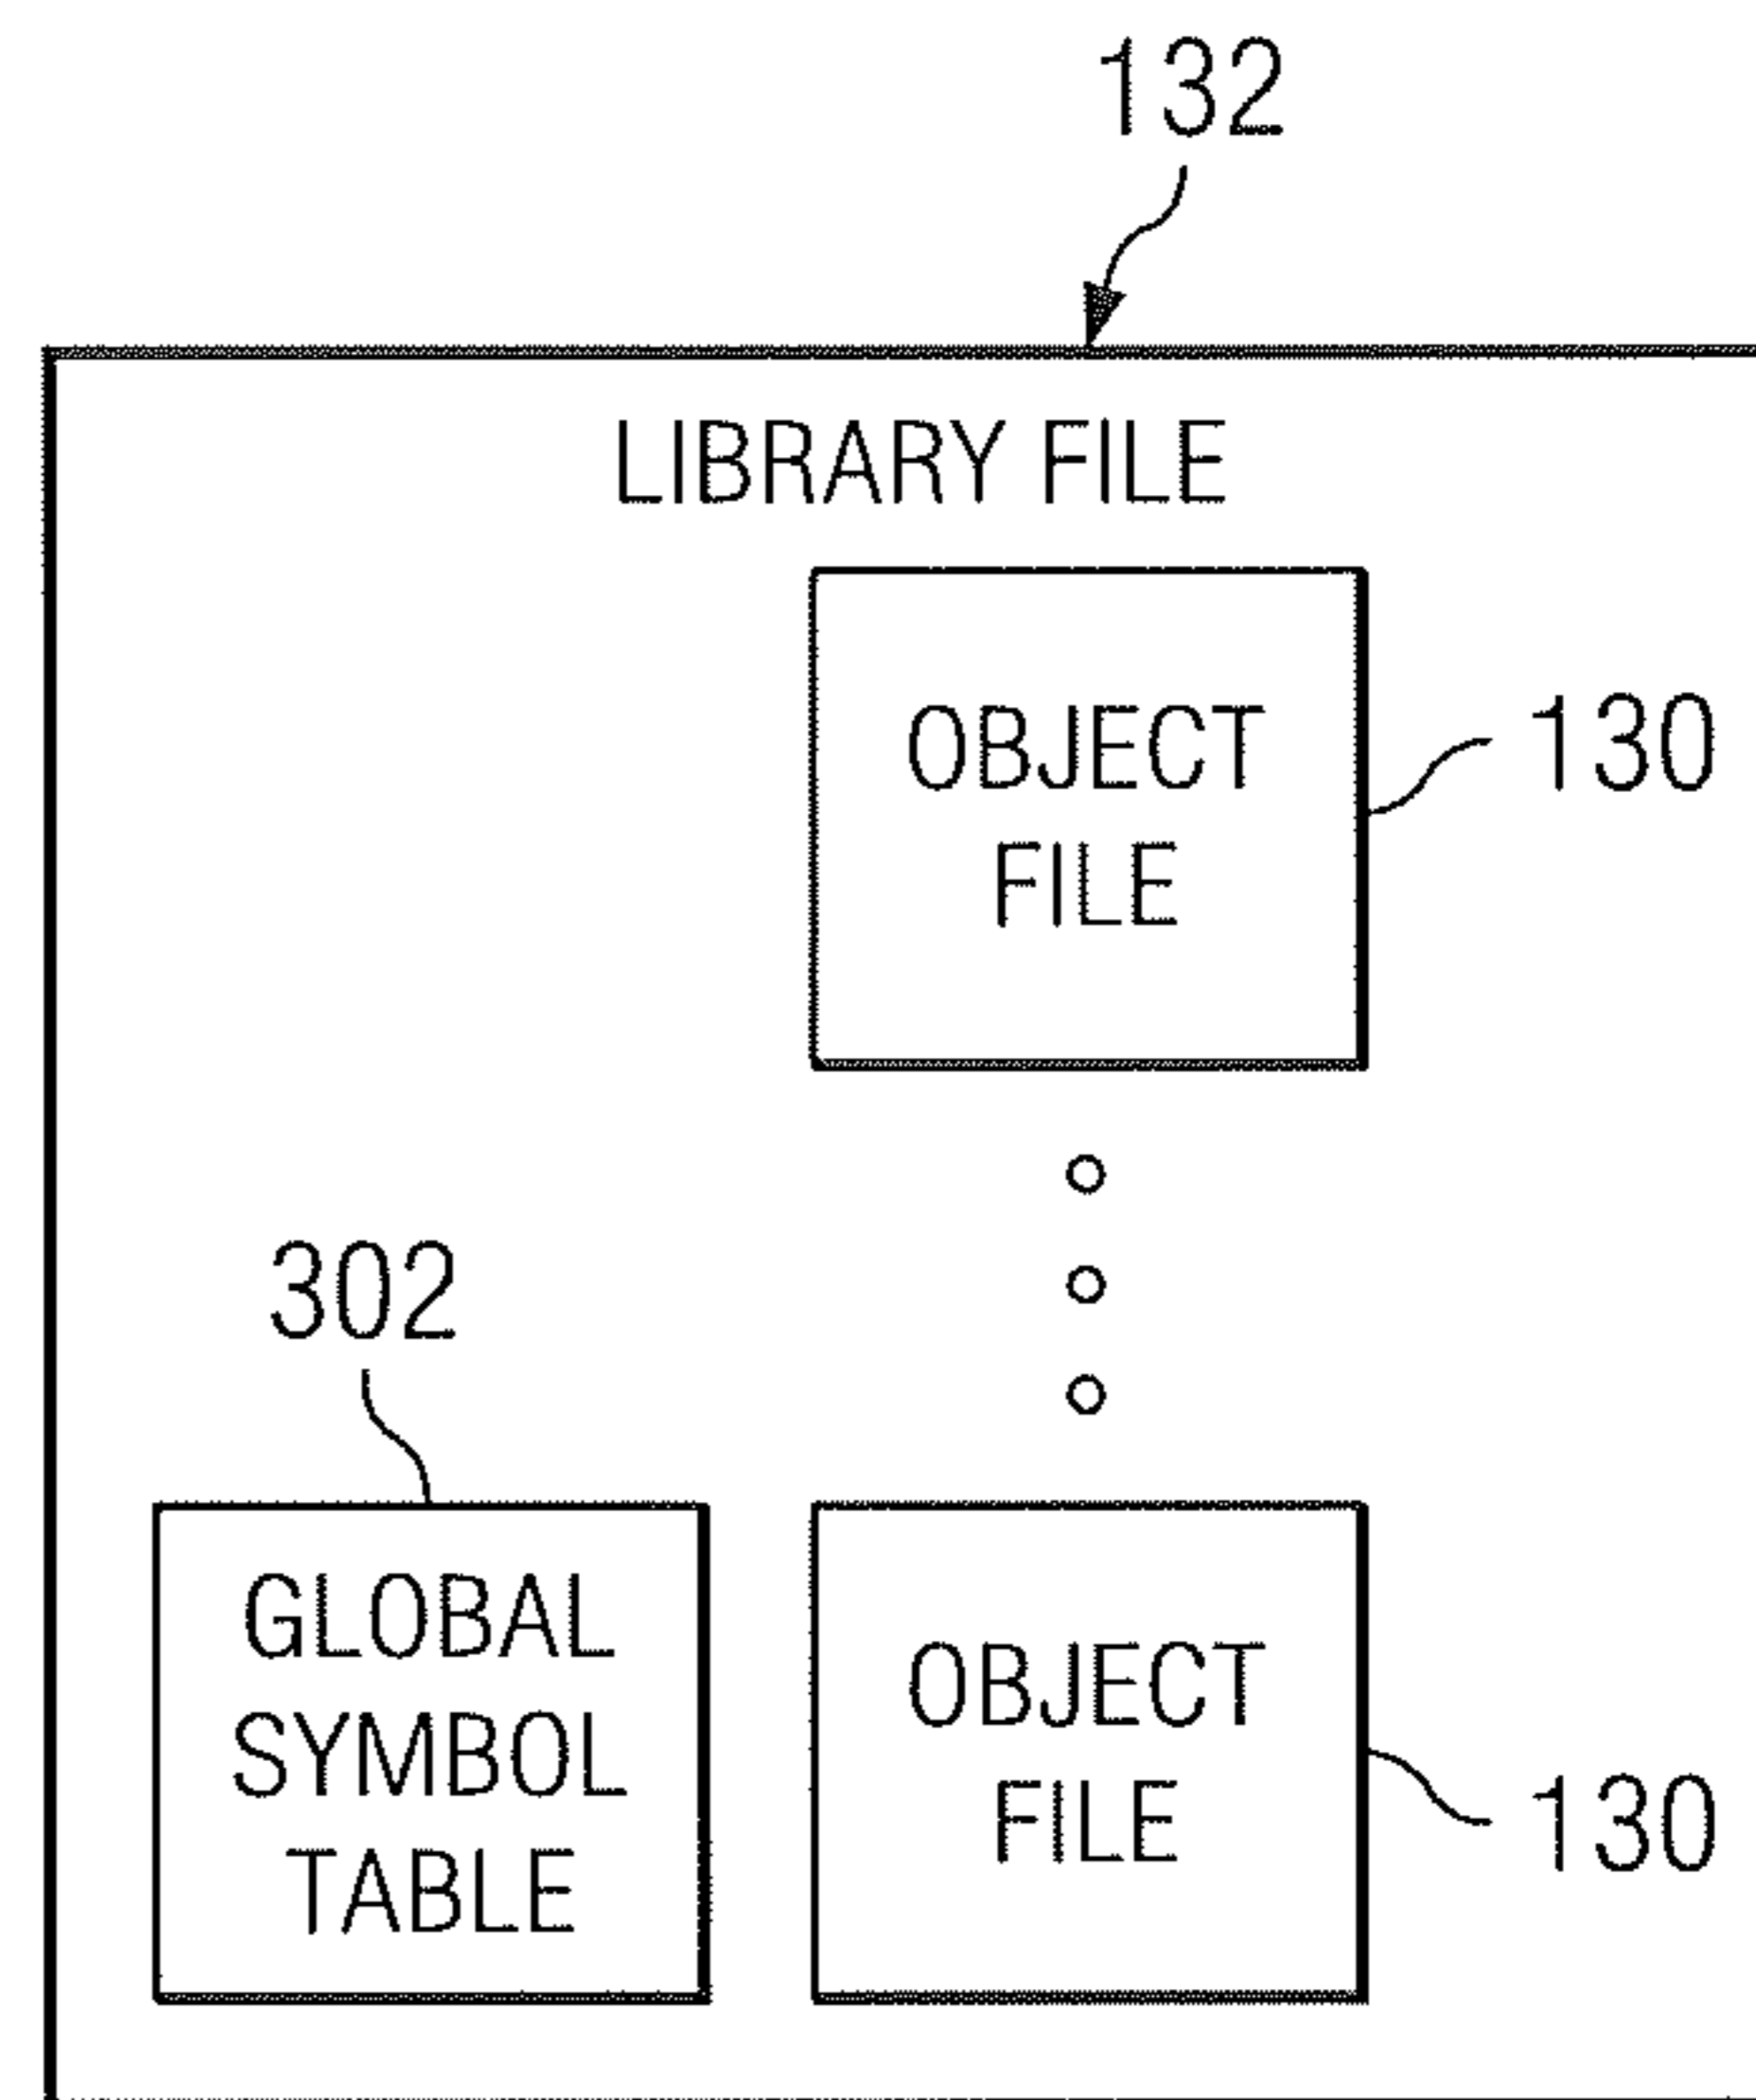 132
LIBRARY FILE
OBJECT
FILE
130
302
GLOBAL
SYMBOL
TABLE
OBJECT
FILE
130